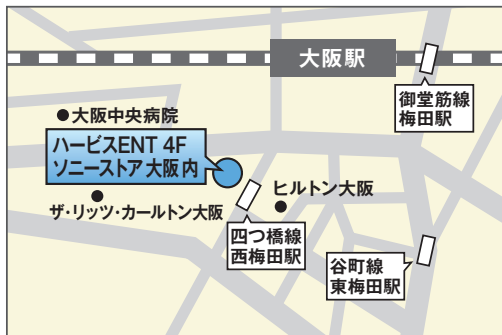 大阪駅
御堂筋線
梅田駅
大阪中央病院
ハービスENT 4F
ソニーストア 大阪 内
ザ・リッツ・カールトン大阪
ヒルトン大阪
四つ橋線
西梅田駅
谷町線
東梅田駅